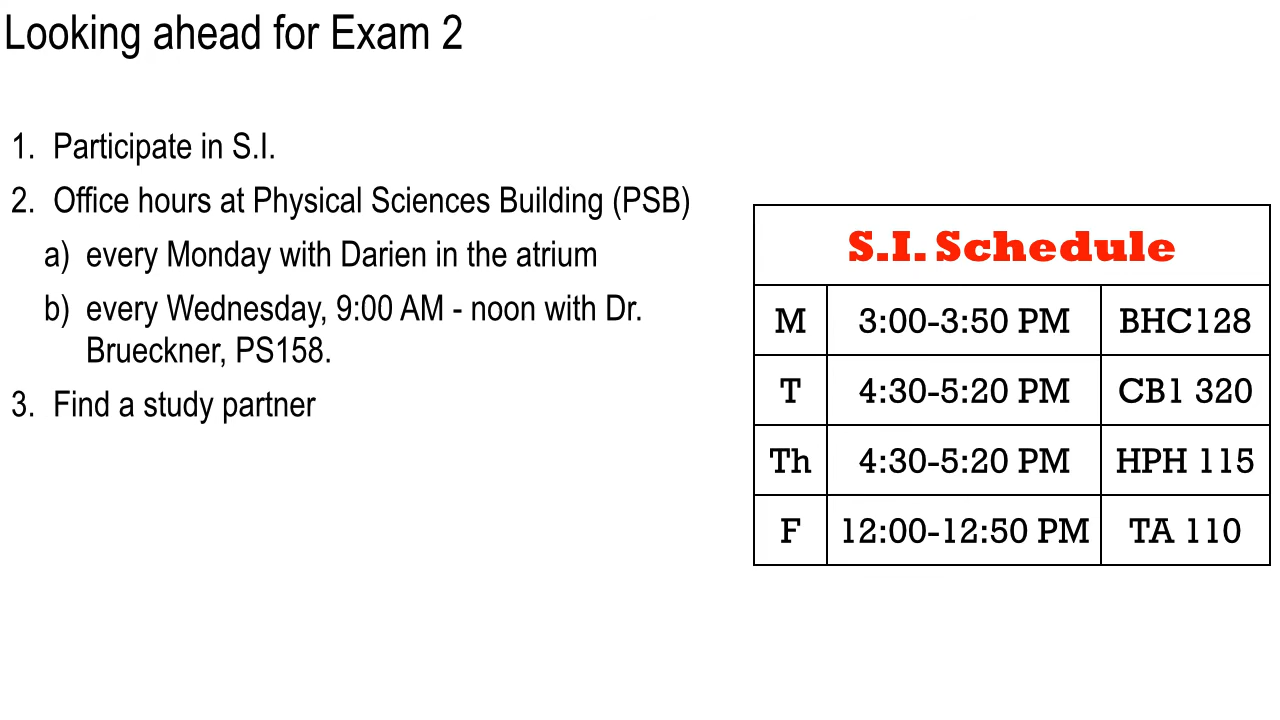 Looking ahead for Exam 2
1. Participate in S.I.
2. Office hours at Physical Sciences Building (PSB)
a) every Monday with Darien in the atrium
b) every Wednesday, 9:00 AM - noon with Dr.
Brueckner, PS158.
3. Find a study partner
S.I. Schedule
M 3:00-3:50 PM BHC128
T 4:30-5:20 PM CB1 320
Th 4:30-5:20 PM HPH 115
F 12:00-12:50 PM TA 110